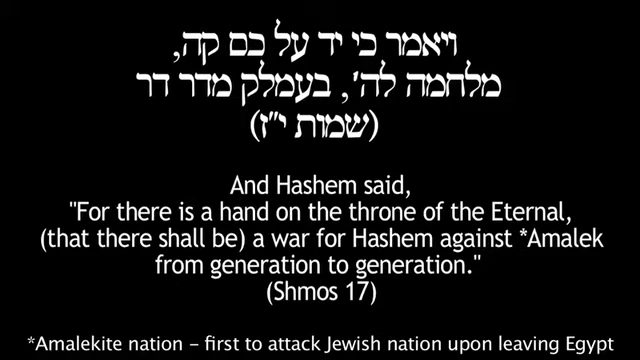 ויאמר כי יד על כס קה,
מלחמה לה', בעמלק מדר דר
(שמות י"ז)
And Hashem said,
"For there is a hand on the throne of the Eternal,
(that there shall be) a war for Hashem against *Amalek
from generation to generation."
(Shmos 17)
*Amalekite nation – first to attack Jewish nation upon leaving Egypt